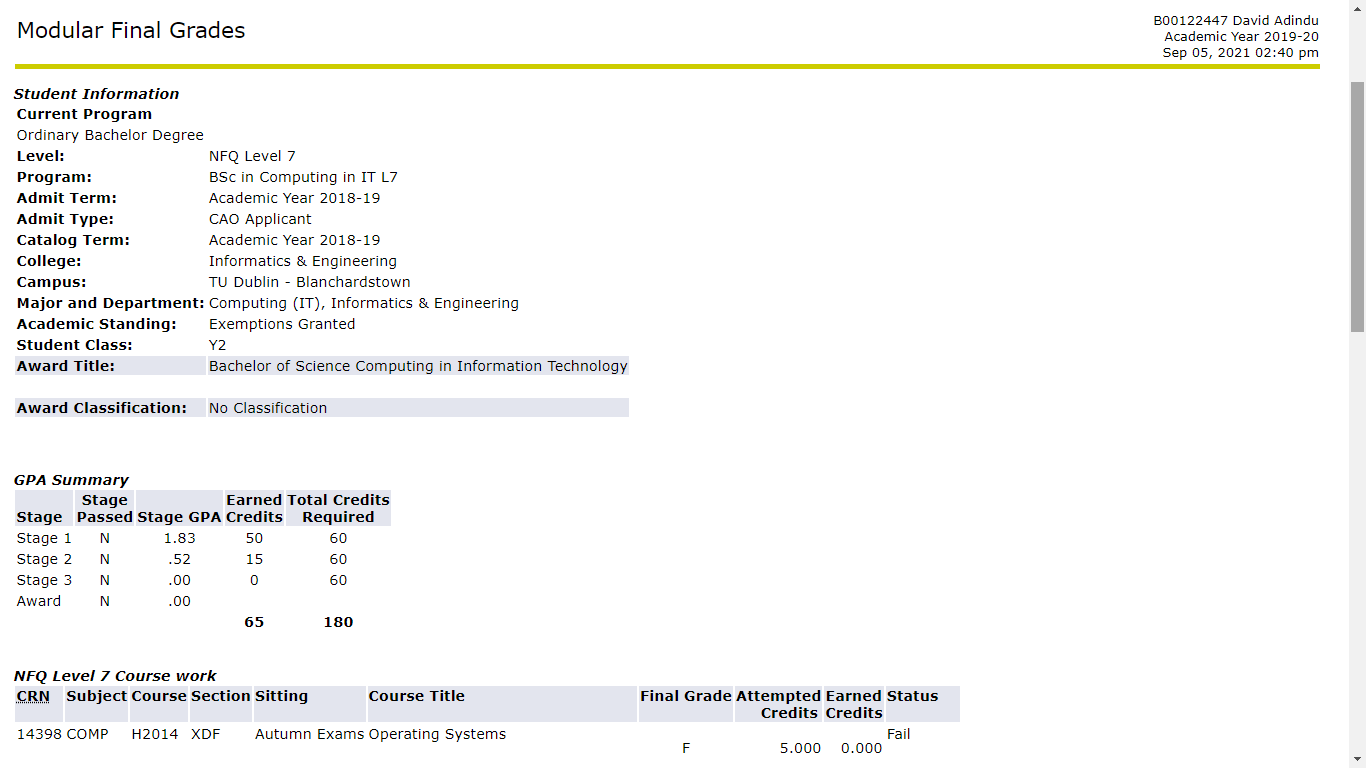 Modular Final Grades
B00122447 David Adindu
Academic Year 2019-20
Sep 05, 2021 02:40 pm
Student Information
Current Program
Ordinary Bachelor Degree
Level: NFQ Level 7
Program: BSc in Computing in IT L7
Admit Term: Academic Year 2018-19
Admit Type: CAO Applicant
Catalog Term: Academic Year 2018-19
College: Informatics & Engineering
Campus: TU Dublin - Blanchardstown
Major and Department: Computing (IT), Informatics & Engineering
Academic Standing: Exemptions Granted
Student Class: Y2
Award Title: Bachelor of Science Computing in Information Technology
Award Classification: No Classification
GPA Summary
Stage Stage Passed Stage GPA Earned Credits Total Credits Required
Stage 1 N 1.83 50 60
Stage 2 N .52 15 60
Stage 3 N .00 0 60
Award N .00
65 180
NFQ Level 7 Course work
CRN Subject Course Section Sitting Course Title Final Grade Attempted Credits Earned Credits Status
14398 COMP H2014 XDF Autumn Exams Operating Systems F 5.000 0.000 Fail